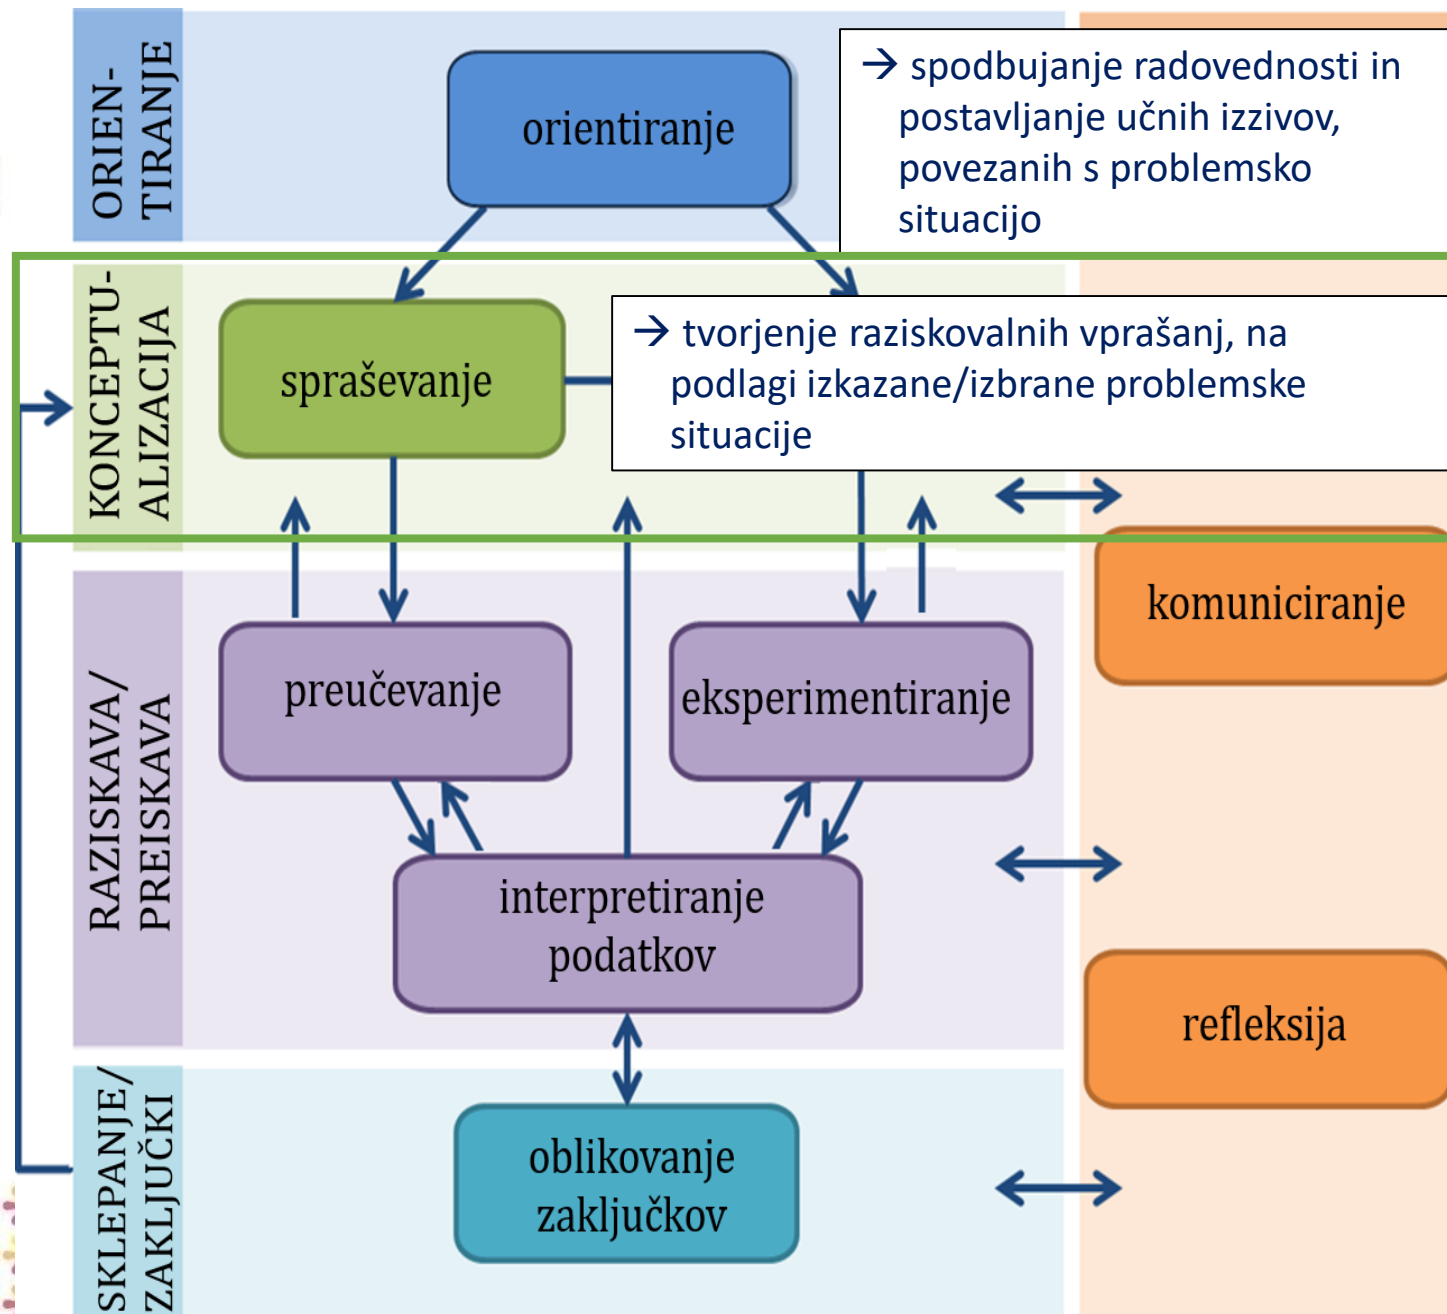 ORIEN-
TIRANJE
orientiranje
→ spodbujanje radovednosti in
postavljanje učnih izzivov,
povezanih s problemsko
situacijo
KONCEPTU-
ALIZACIJA
spraševanje
→ tvorjenje raziskovalnih vprašanj, na
podlagi izkazane/izbrane problemske
situacije
komuniciranje
RAZISKAVA/
PREISKAVA
preučevanje
eksperimentiranje
interpretiranje
podatkov
refleksija
SKLEPANJE/
ZAKLJUČKI
oblikovanje
zaključkov